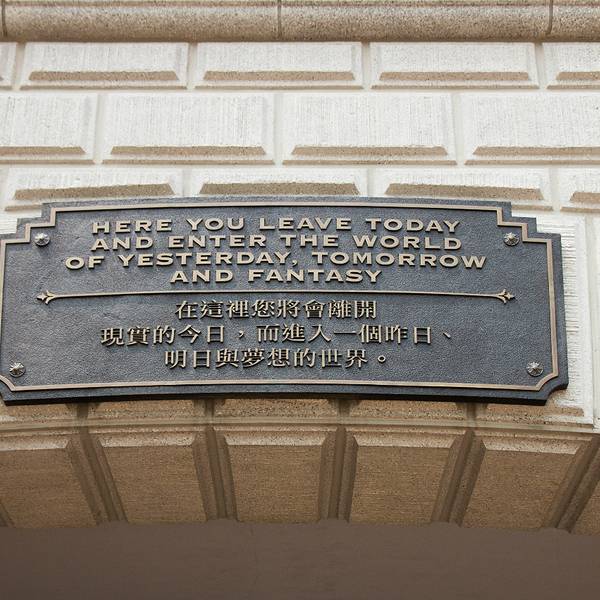 HERE YOU LEAVE TODAY
AND ENTER THE WORLD
OF YESTERDAY, TOMORROW
AND FANTASY
在這裡您將會離開
現實的今日，而進入一個昨日、
明日與夢想的世界。